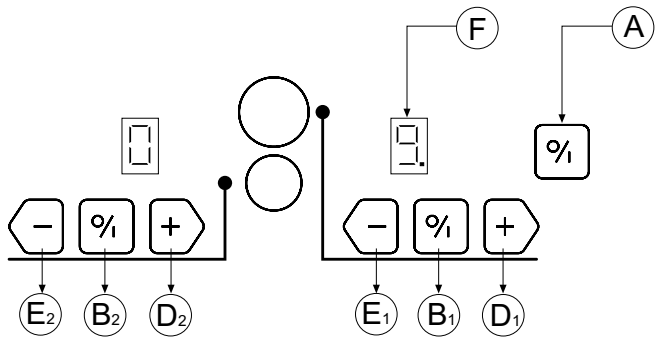 F A
0 9. %
− % + − % +
E2 B2 D2 E1 B1 D1